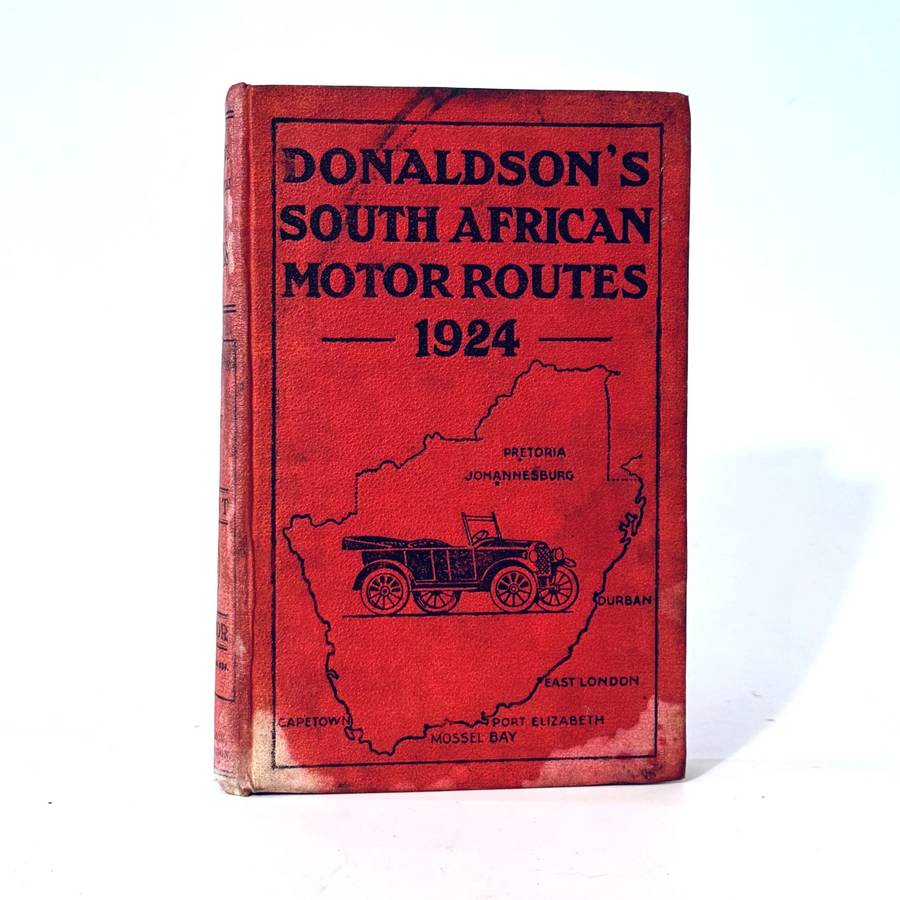 DONALDSON'S
SOUTH AFRICAN
MOTOR ROUTES
1924
PRETORIA
JOHANNESBURG
DURBAN
EAST LONDON
CAPETOWN
PORT ELIZABETH
MOSSEL BAY